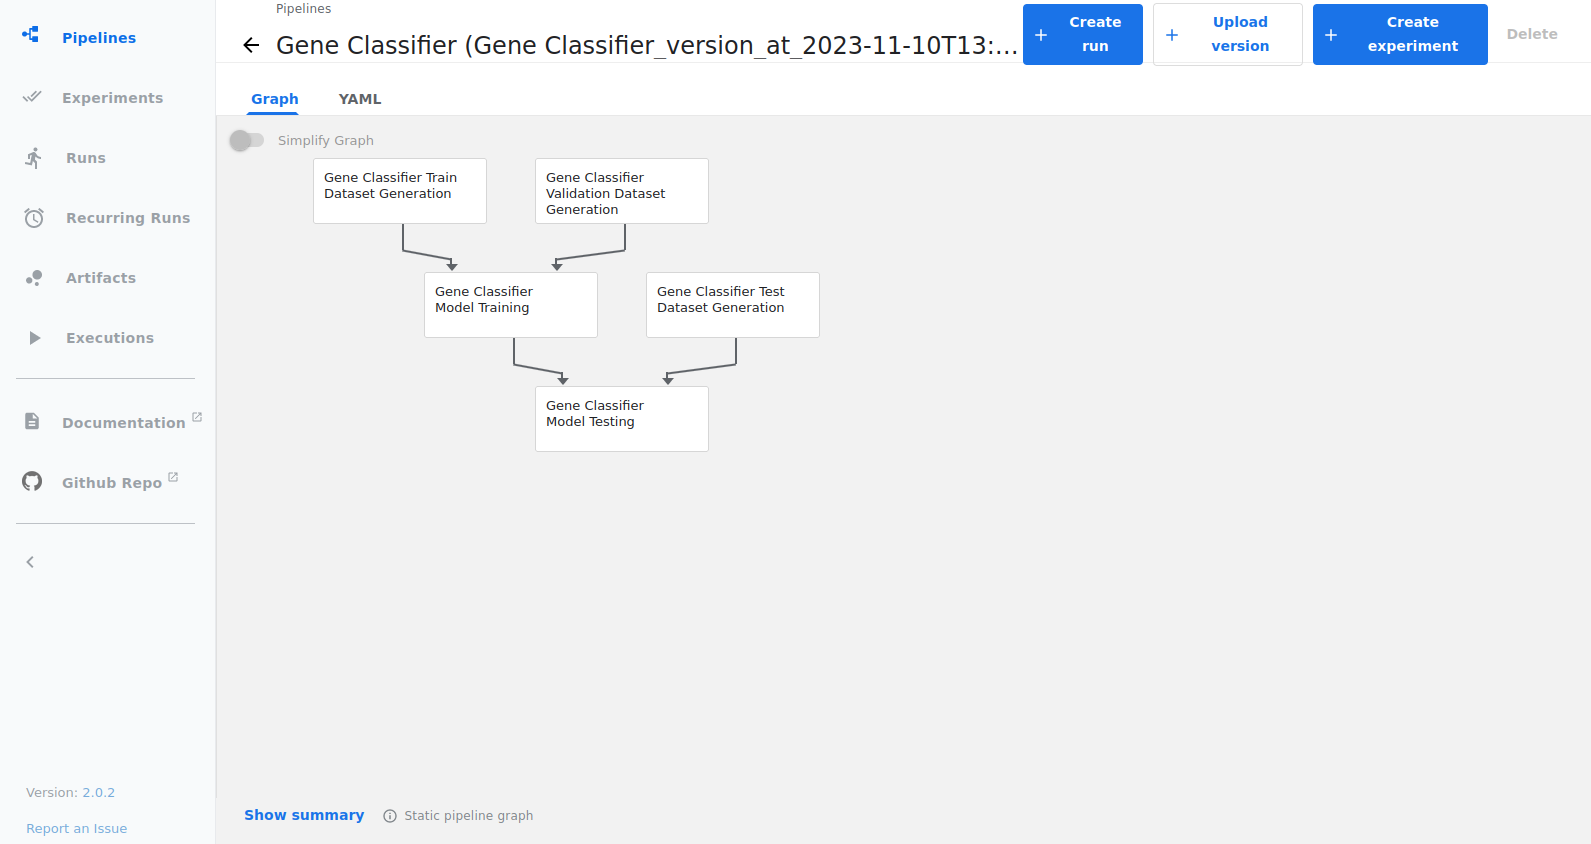 Pipelines
Experiments
Runs
Recurring Runs
Artifacts
Executions
Documentation
Github Repo
Version: 2.0.2
Report an Issue
Pipelines
Gene Classifier (Gene Classifier_version_at_2023-11-10T13:...
Create
run
Upload
version
Create
experiment
Delete
Graph
YAML
Simplify Graph
Gene Classifier Train
Dataset Generation
Gene Classifier
Validation Dataset
Generation
Gene Classifier
Model Training
Gene Classifier Test
Dataset Generation
Gene Classifier
Model Testing
Show summary
Static pipeline graph